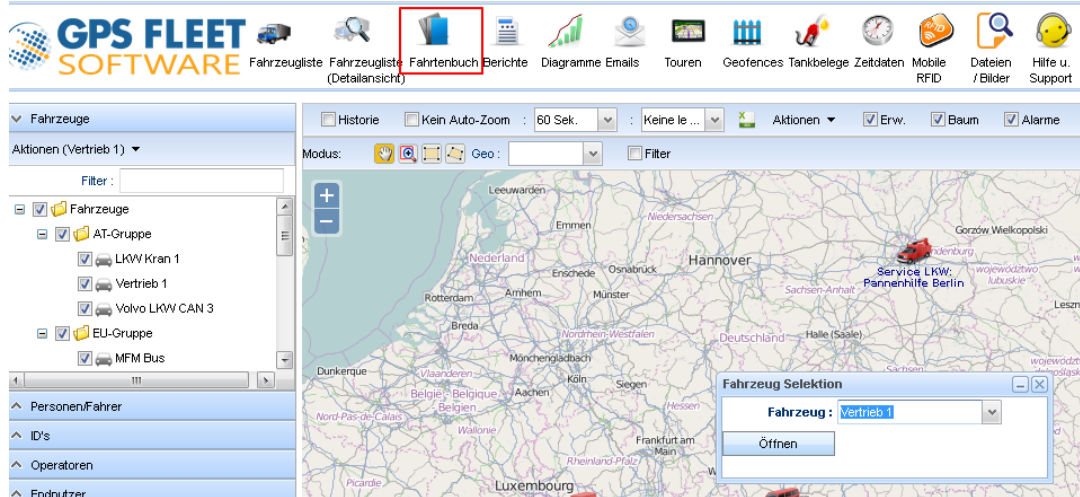 GPS FLEET
SOFTWARE
Fahrzeugliste Fahrzeugliste Fahrtenbuch Berichte Diagramme Emails Touren Geofences Tankbelege Zeitdaten Mobile Dateien Hilfe u.
(Detailansicht) RFID / Bilder Support
Fahrzeuge
Historie Kein Auto-Zoom : 60 Sek. : Keine le ... Aktionen Erw. Baum Alarme
Aktionen (Vertrieb 1)
Modus: Geo : Filter
Filter :
Fahrzeuge
AT-Gruppe
LKW Kran 1
Vertrieb 1
Volvo LKW CAN 3
EU-Gruppe
MFM Bus
Personen/Fahrer
ID's
Operatoren
Endnutzer
Leeuwarden
Emmen
Niedersachsen
Gorzów Wielkopolski
Nederland
Hannover
Enschede
Osnabrück
Service LKW:
Pannenhilfe Berlin
województwo
lubuskie
Rotterdam
Arnhem
Münster
Sachsen-Anhalt
Breda
Nordrhein-Westfalen
Deutschland
Halle (Saale)
Mönchengladbach
Dunkerque
Vlaanderen
Köln
Siegen
Sachsen
België - Belgique
- Belgien
Aachen
Nord-Pas-de-Calais
Hessen
Wallonie
Frankfurt am
Main
Rheinland-Pfalz
Picardie
Luxembourg
Fahrzeug Selektion
Fahrzeug : Vertrieb 1
Öffnen